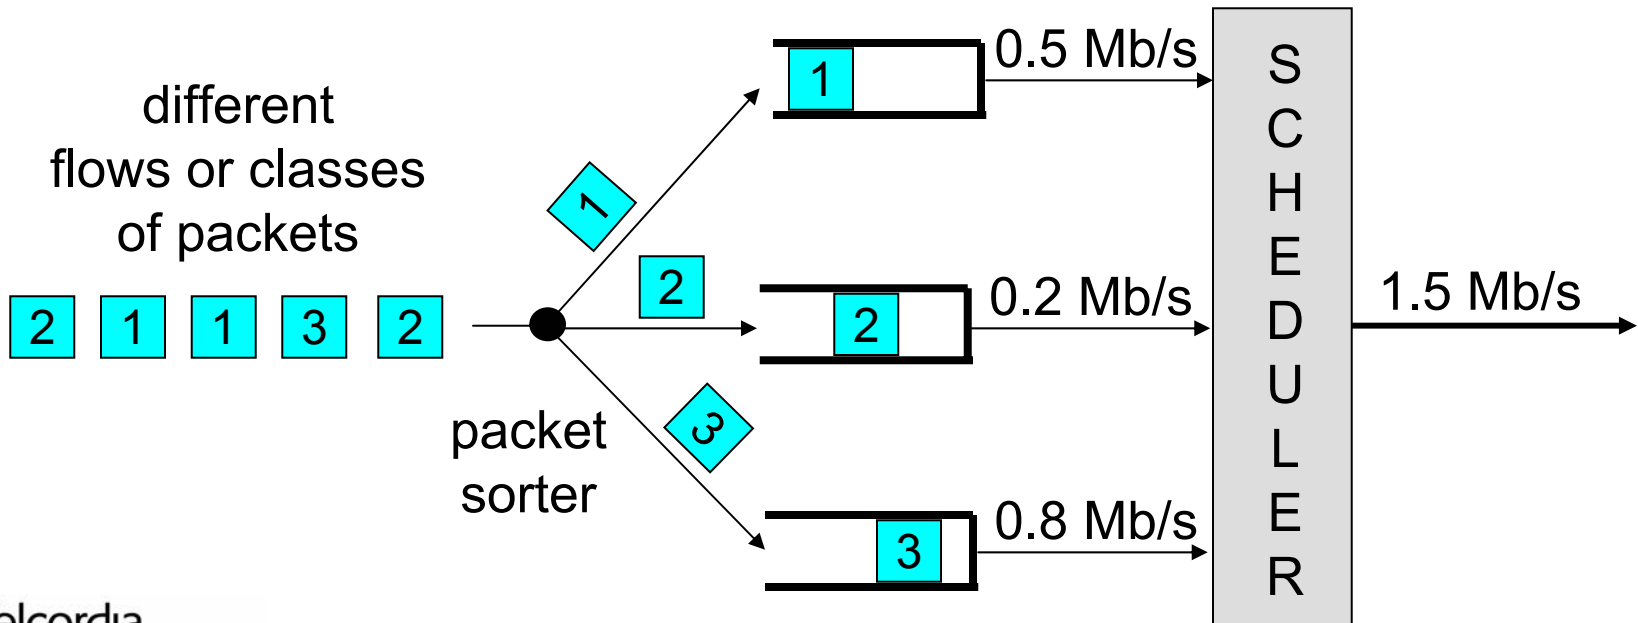 different
flows or classes
of packets
2 1 1 3 2
packet
sorter
1
2
3
1
2
3
0.5 Mb/s
0.2 Mb/s
0.8 Mb/s
S
C
H
E
D
U
L
E
R
1.5 Mb/s
elcordia